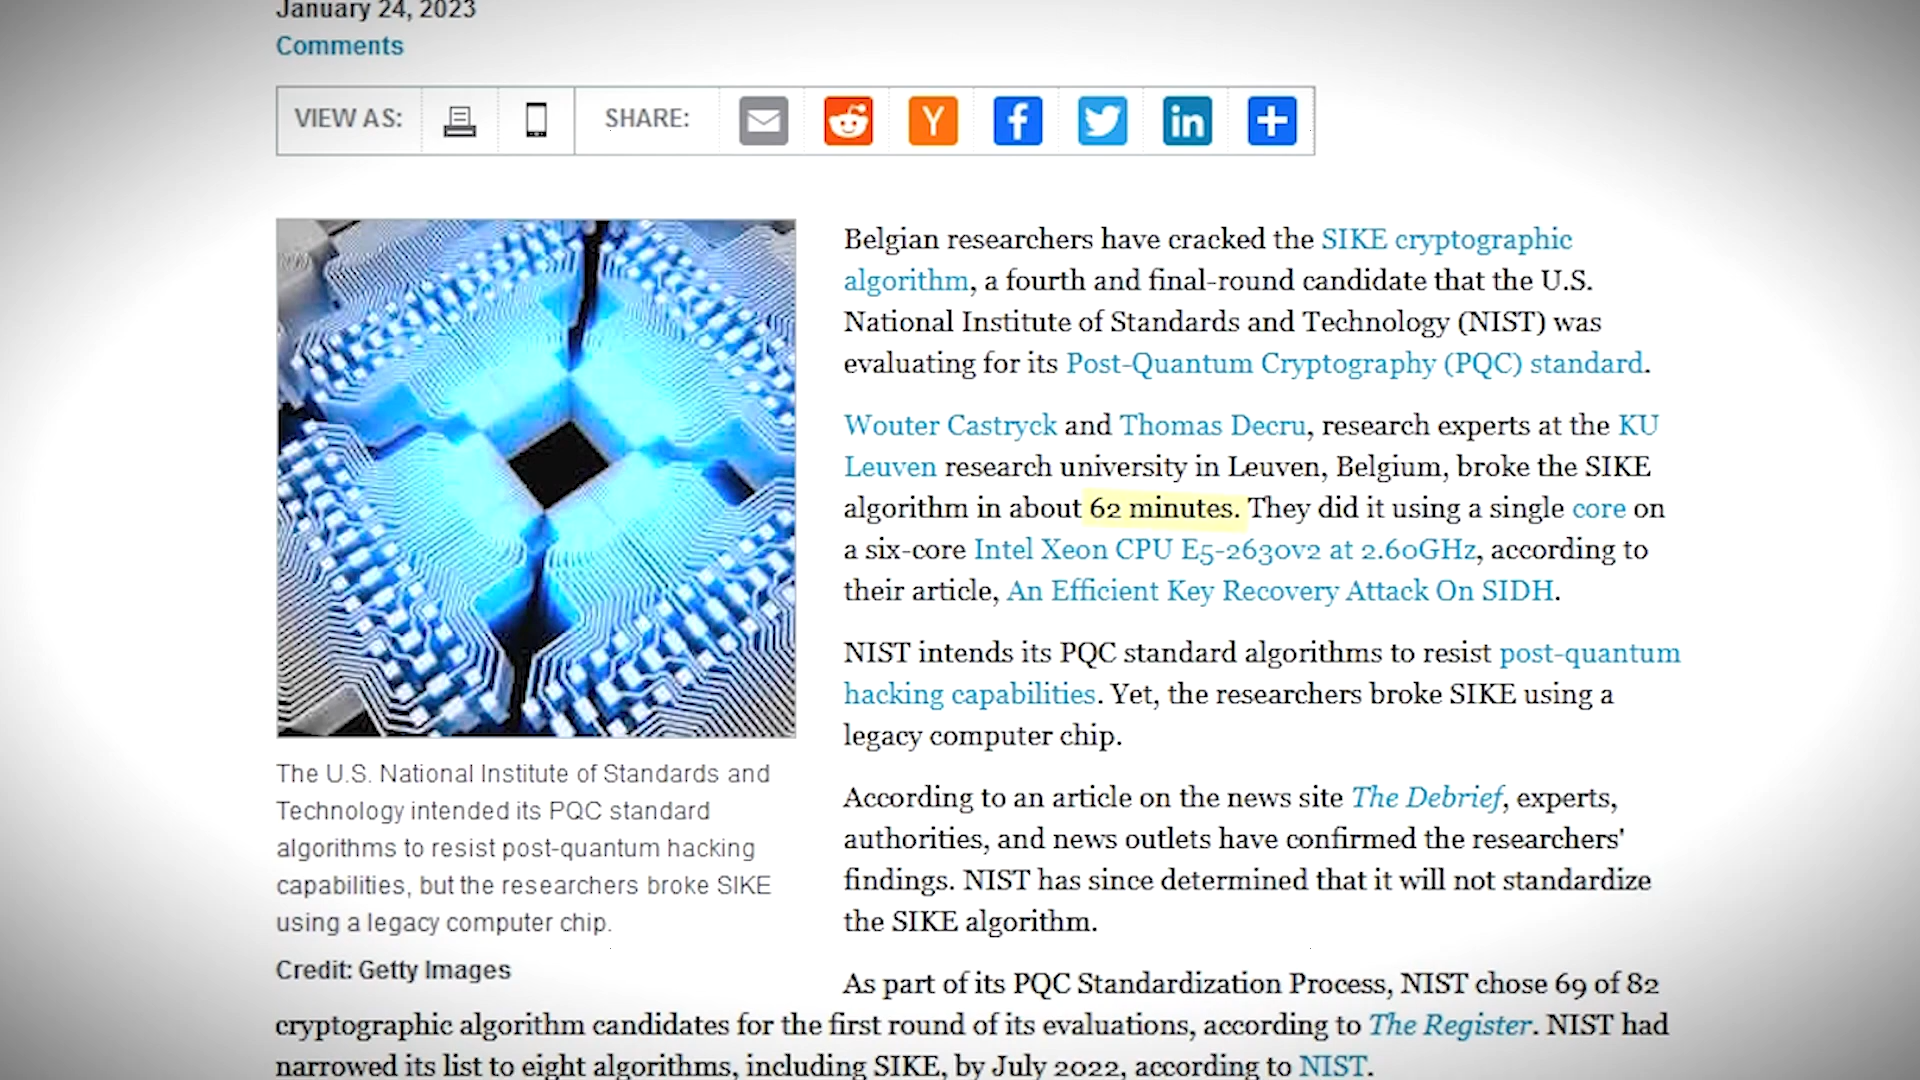 January 24, 2023
Comments
VIEW AS:
SHARE:
Y
f
in
Belgian researchers have cracked the SIKE cryptographic
algorithm, a fourth and final-round candidate that the U.S.
National Institute of Standards and Technology (NIST) was
evaluating for its Post-Quantum Cryptography (PQC) standard.
Wouter Castryck and Thomas Decru, research experts at the KU
Leuven research university in Leuven, Belgium, broke the SIKE
algorithm in about 62 minutes. They did it using a single core on
a six-core Intel Xeon CPU E5-2630v2 at 2.60GHz, according to
their article, An Efficient Key Recovery Attack On SIDH.
NIST intends its PQC standard algorithms to resist post-quantum
hacking capabilities. Yet, the researchers broke SIKE using a
legacy computer chip.
According to an article on the news site The Debrief, experts,
authorities, and news outlets have confirmed the researchers'
findings. NIST has since determined that it will not standardize
the SIKE algorithm.
The U.S. National Institute of Standards and
Technology intended its PQC standard
algorithms to resist post-quantum hacking
capabilities, but the researchers broke SIKE
using a legacy computer chip.
Credit: Getty Images
As part of its PQC Standardization Process, NIST chose 69 of 82
cryptographic algorithm candidates for the first round of its evaluations, according to The Register. NIST had
narrowed its list to eight algorithms, including SIKE, by July 2022, according to NIST.